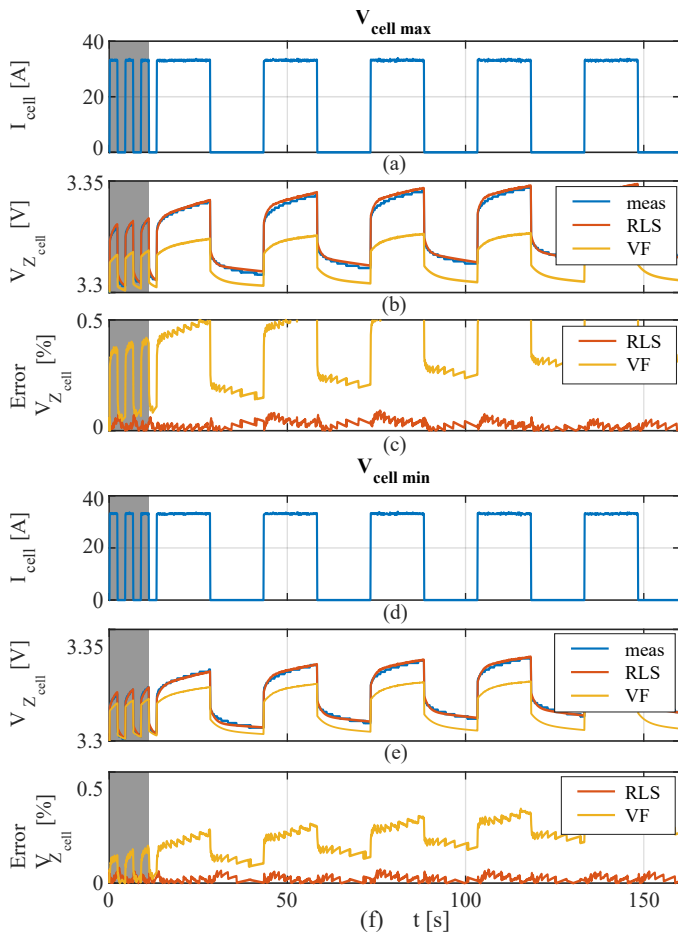 V_cell max
40
20
0
I_cell [A]
(a)
3.35
3.3
V_Z_cell [V]
meas
RLS
VF
(b)
0.5
0
Error
V_Z_cell [%]
RLS
VF
(c)
V_cell min
40
20
0
I_cell [A]
(d)
3.35
3.3
V_Z_cell [V]
meas
RLS
VF
(e)
0.5
0
Error
V_Z_cell [%]
RLS
VF
0 50 100 150
(f) t [s]